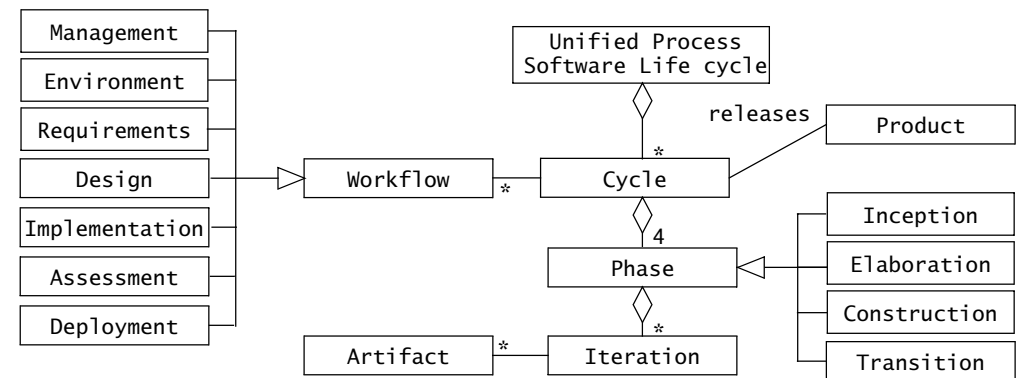 Management
Environment
Requirements
Design
Implementation
Assessment
Deployment
Workflow
*
Unified Process
Software Life cycle
*
Cycle
releases
Product
4
Phase
*
Iteration
*
Artifact
Inception
Elaboration
Construction
Transition